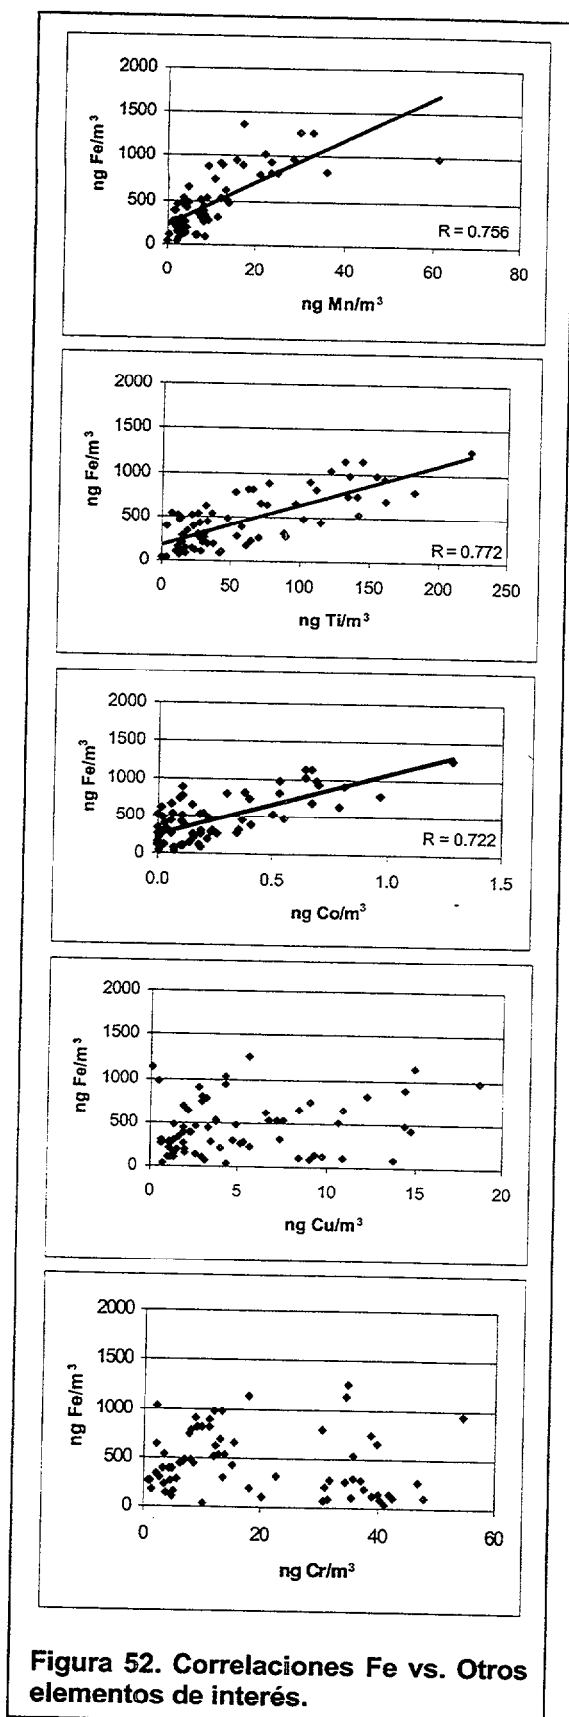 2000
1500
1000
500
0
ng Fe/m³
R = 0.756
0 20 40 60 80
ng Mn/m³
2000
1500
1000
500
0
ng Fe/m³
R = 0.772
0 50 100 150 200 250
ng Ti/m³
2000
1500
1000
500
0
ng Fe/m³
R = 0.722
0.0 0.5 1.0 1.5
ng Co/m³
2000
1500
1000
500
0
ng Fe/m³
0 5 10 15 20
ng Cu/m³
2000
1500
1000
500
0
ng Fe/m³
0 20 40 60
ng Cr/m³
Figura 52. Correlaciones Fe vs. Otros
elementos de interés.